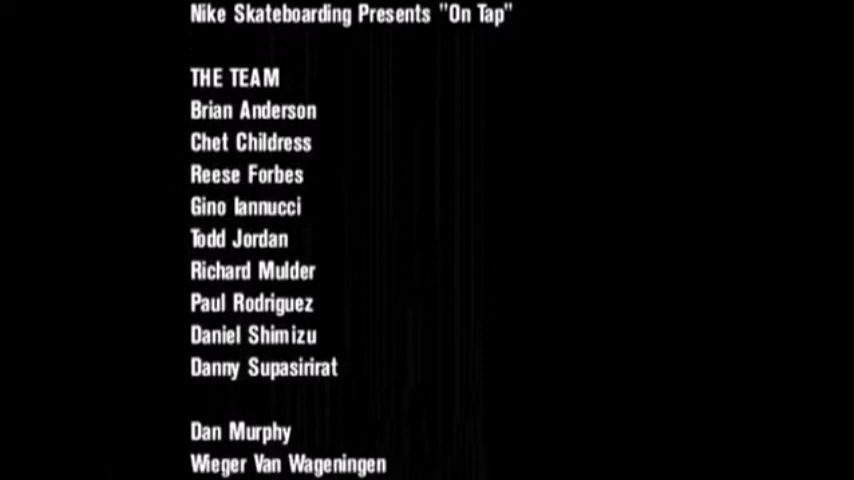 Nike Skateboarding Presents "On Tap"
THE TEAM
Brian Anderson
Chet Childress
Reese Forbes
Gino Iannucci
Todd Jordan
Richard Mulder
Paul Rodriguez
Daniel Shimizu
Danny Supasirirat
Dan Murphy
Wieger Van Wageningen